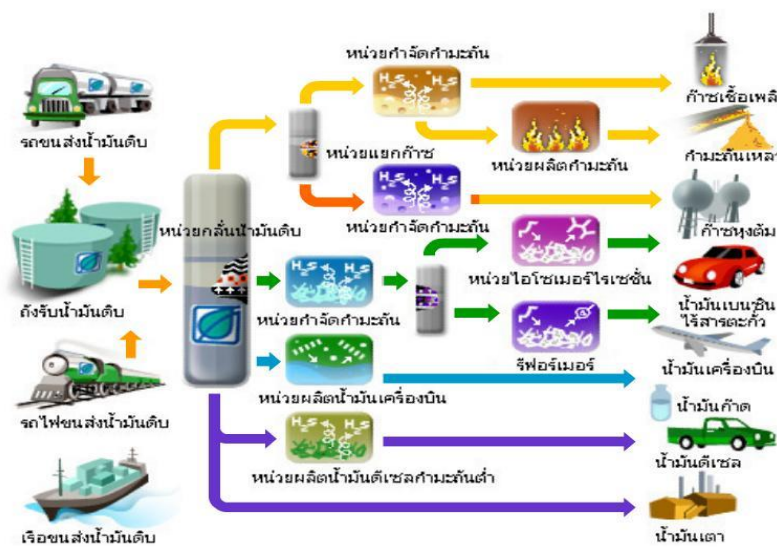 หน่วยกำจัดกำมะถัน
H₂S
ก๊าซเชื้อเพลิ
รถขนส่งน้ำมันดิบ
หน่วยแยกก๊าซ
หน่วยผลิตกำมะถัน
กำมะถันเหลว
H₂S
หน่วยกลั่นน้ำมันดิบ
หน่วยกำจัดกำมะถัน
ก๊าซหุงต้ม
ถังรับน้ำมันดิบ
H₂S
หน่วยกำจัดกำมะถัน
หน่วยไอโซเมอร์ไรเซชั่น
น้ำมันเบนซิน
ไร้สารตะกั่ว
รีฟอร์เมอร์
น้ำมันเครื่องบิน
หน่วยผลิตน้ำมันเครื่องบิน
รถไฟขนส่งน้ำมันดิบ
น้ำมันก๊าด
H₂S
หน่วยผลิตน้ำมันดีเซลกำมะถันต่ำ
น้ำมันดีเซล
เรือขนส่งน้ำมันดิบ
น้ำมันเตา